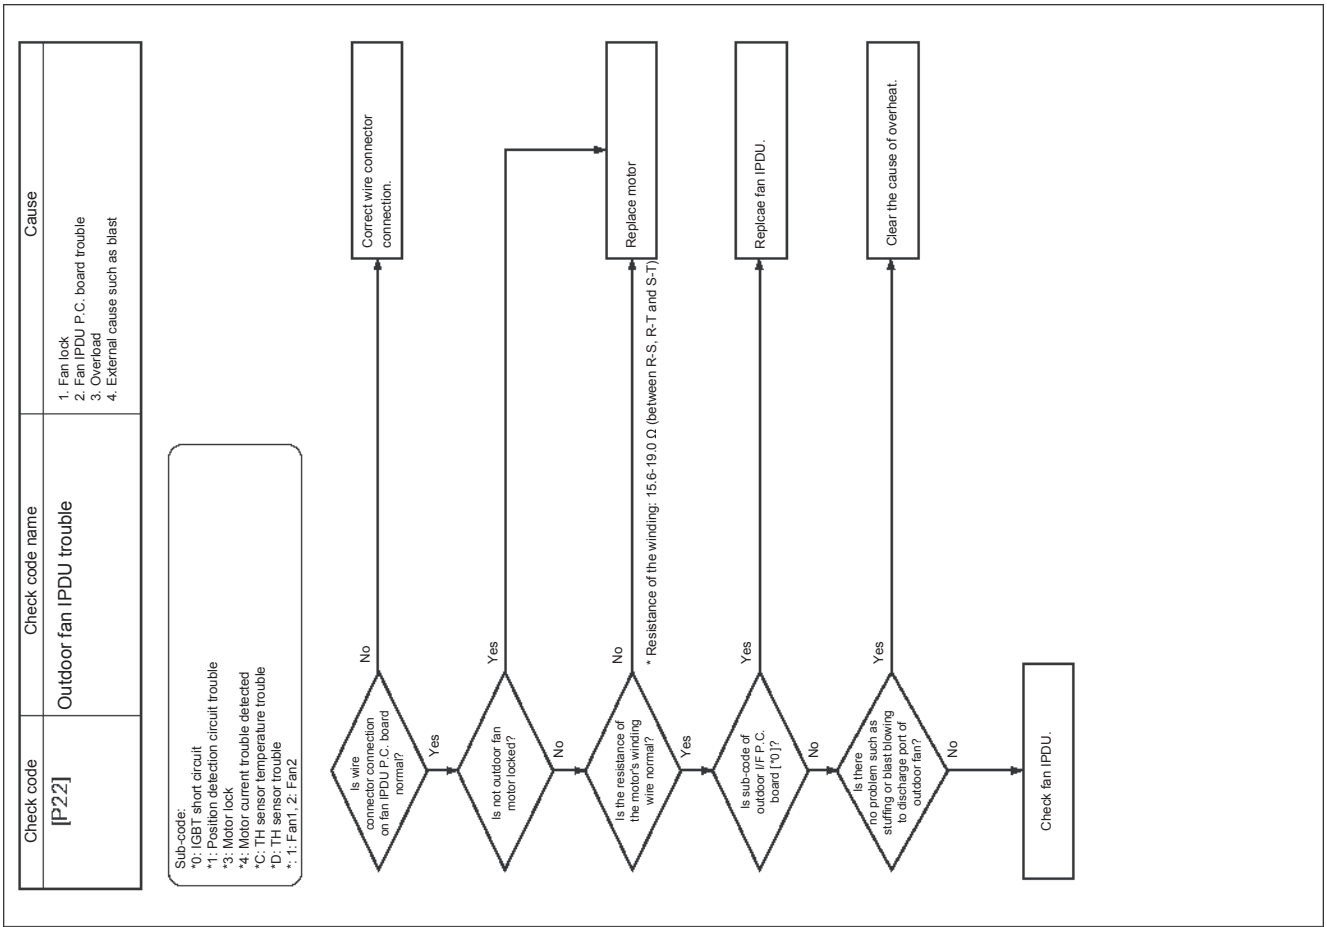 Check code
Check code name
Cause
[P22]
Outdoor fan IPDU trouble
1. Fan lock
2. Fan IPDU P.C. board trouble
3. Overload
4. External cause such as blast
Sub-code:
*0: IGBT short circuit
*1: Position detection circuit trouble
*3: Motor lock
*4: Motor current trouble detected
*C: TH sensor temperature trouble
*D: TH sensor trouble
*: 1: Fan1, 2: Fan2
Is wire
connector connection
on fan IPDU P.C. board
normal?
No
Correct wire connector
connection.
Yes
Is not outdoor fan
motor locked?
Yes
No
Is the resistance of
the motor's winding
wire normal?
No
Replace motor
* Resistance of the winding: 15.6-19.0 Ω (between R-S, R-T and S-T)
Yes
Is sub-code of
outdoor I/F P.C.
board [*0]?
Yes
Replcae fan IPDU.
No
Is there
no problem such as
stuffing or blast blowing
to discharge port of
outdoor fan?
Yes
Clear the cause of overheat.
No
Check fan IPDU.